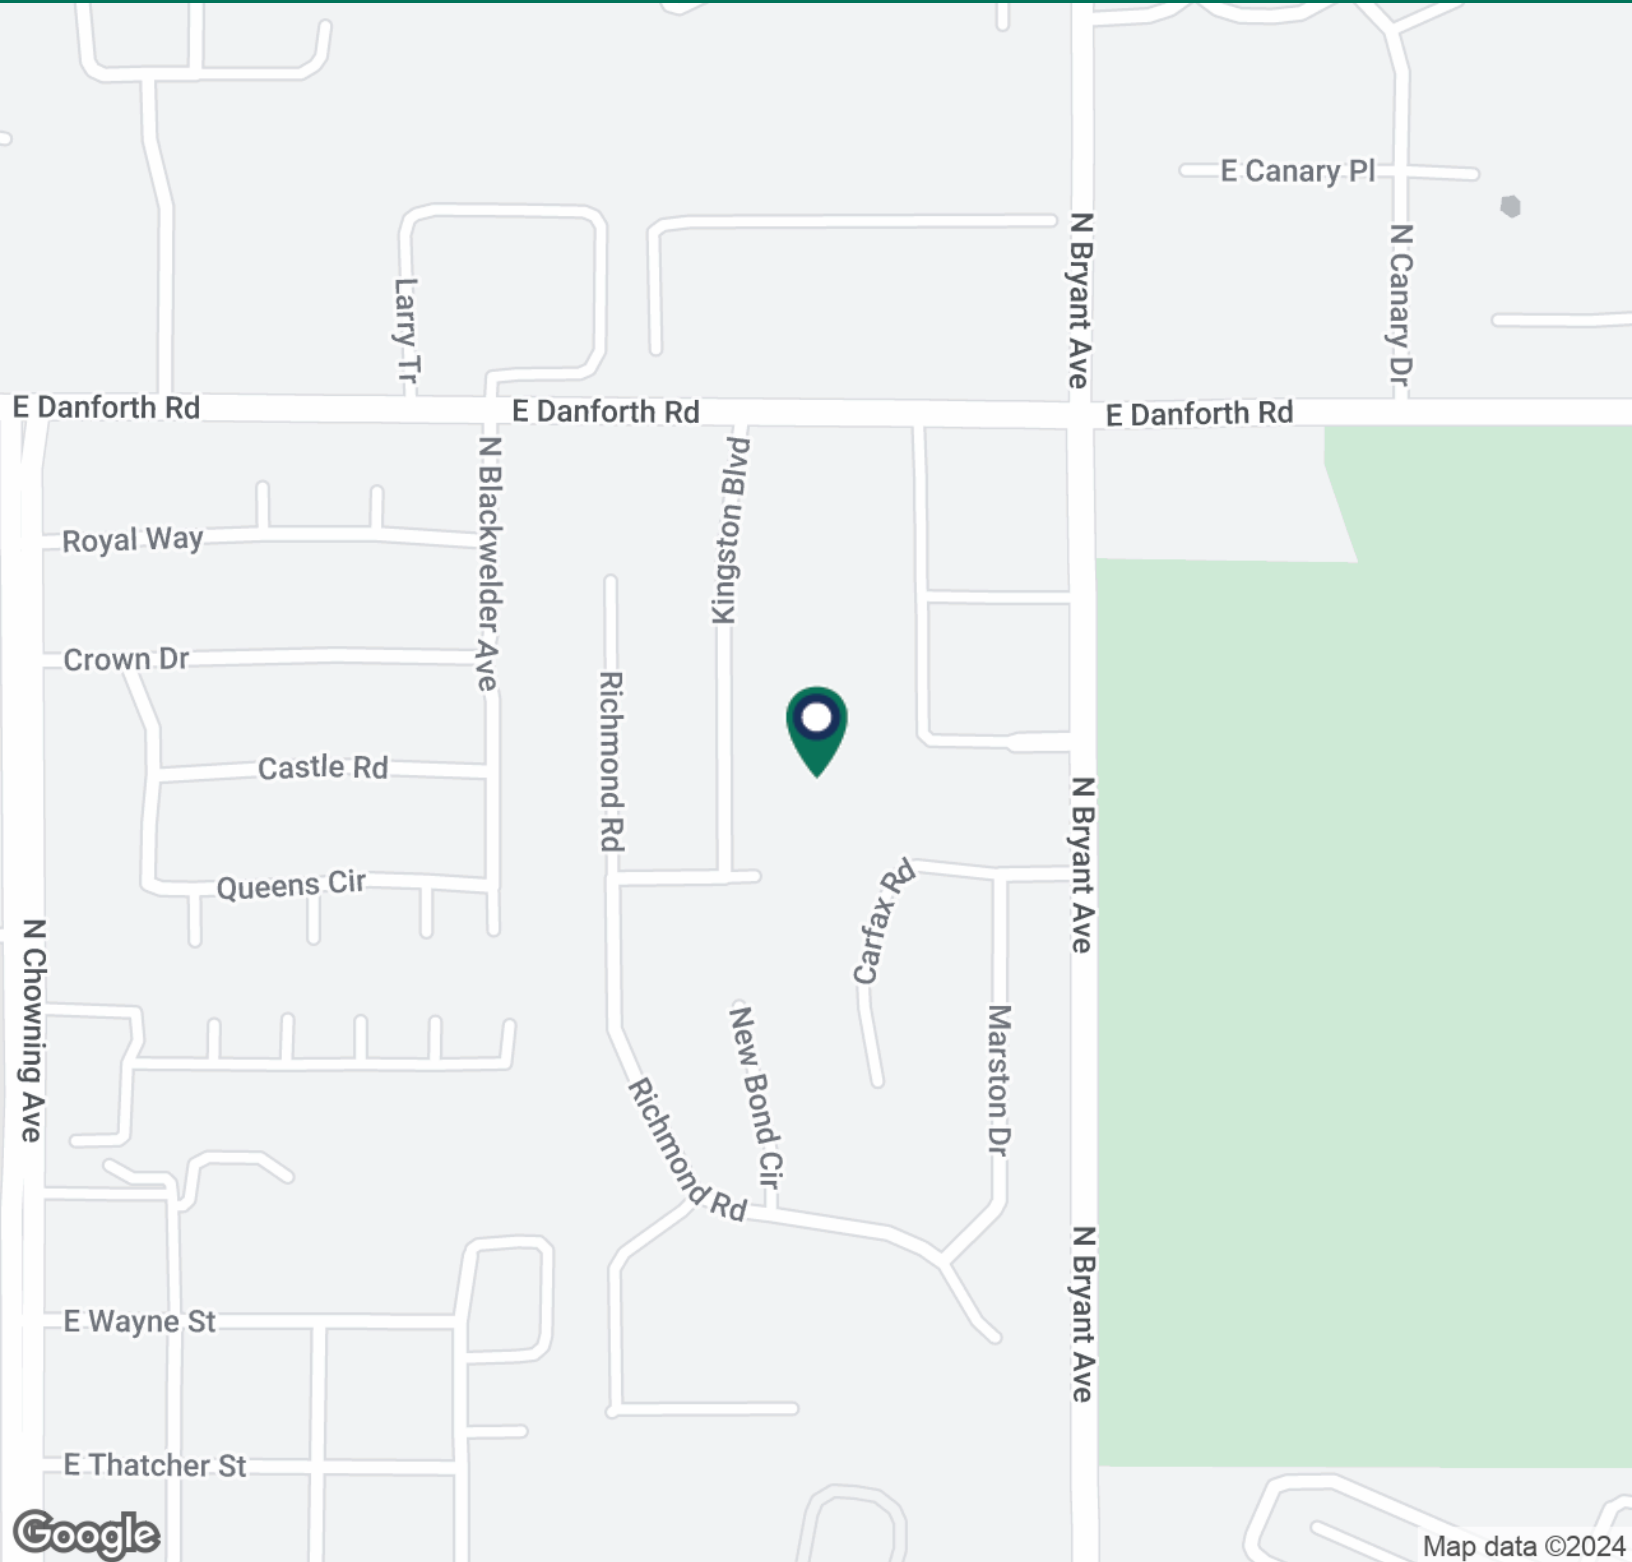 E Canary Pl
N Bryant Ave
N Canary Dr
Larry Tr
E Danforth Rd
E Danforth Rd
E Danforth Rd
N Blackwelder Ave
Kingston Blvd
Royal Way
Crown Dr
Richmond Rd
Castle Rd
N Bryant Ave
Queens Cir
Carfax Rd
N Chowning Ave
New Bond Cir
Marston Dr
Richmond Rd
N Bryant Ave
E Wayne St
E Thatcher St
Google
Map data ©2024